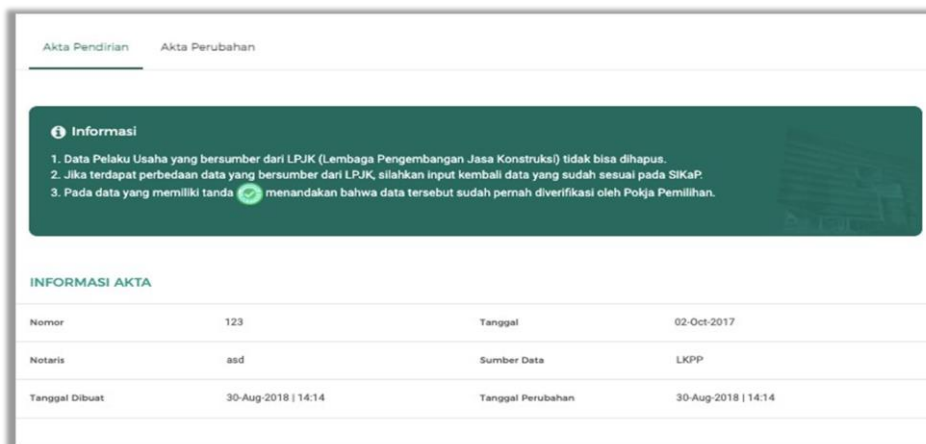 Akta Pendirian Akta Perubahan
Informasi
1. Data Pelaku Usaha yang bersumber dari LPJK (Lembaga Pengembangan Jasa Konstruksi) tidak bisa dihapus.
2. Jika terdapat perbedaan data yang bersumber dari LPJK, silahkan input kembali data yang sudah sesuai pada SIKaP.
3. Pada data yang memiliki tanda menandakan bahwa data tersebut sudah pernah diverifikasi oleh Pokja Pemilihan.
INFORMASI AKTA
Nomor 123 Tanggal 02-Oct-2017
Notaris asd Sumber Data LKPP
Tanggal Dibuat 30-Aug-2018 | 14:14 Tanggal Perubahan 30-Aug-2018 | 14:14